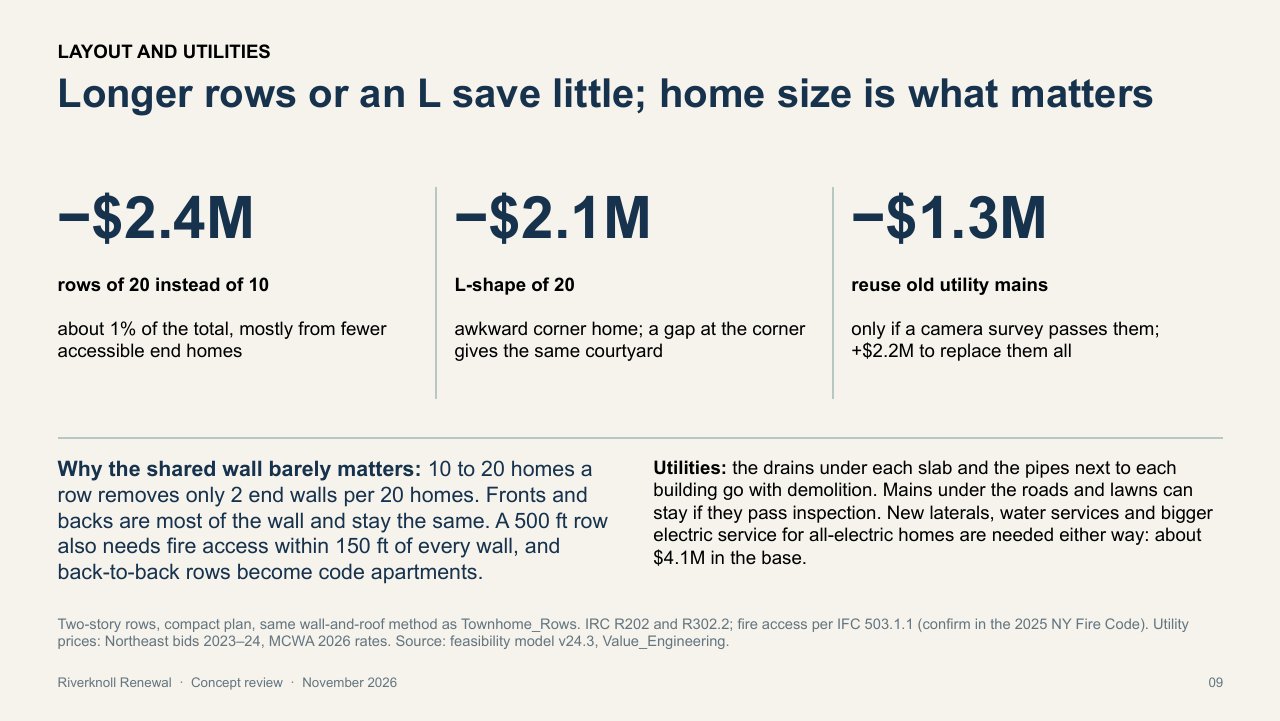 LAYOUT AND UTILITIES
Longer rows or an L save little; home size is what matters
−$2.4M
rows of 20 instead of 10
about 1% of the total, mostly from fewer
accessible end homes
−$2.1M
L-shape of 20
awkward corner home; a gap at the corner
gives the same courtyard
−$1.3M
reuse old utility mains
only if a camera survey passes them;
+$2.2M to replace them all
Why the shared wall barely matters: 10 to 20 homes a
row removes only 2 end walls per 20 homes. Fronts and
backs are most of the wall and stay the same. A 500 ft row
also needs fire access within 150 ft of every wall, and
back-to-back rows become code apartments.
Utilities: the drains under each slab and the pipes next to each
building go with demolition. Mains under the roads and lawns can
stay if they pass inspection. New laterals, water services and bigger
electric service for all-electric homes are needed either way: about
$4.1M in the base.
Two-story rows, compact plan, same wall-and-roof method as Townhome_Rows. IRC R202 and R302.2; fire access per IFC 503.1.1 (confirm in the 2025 NY Fire Code). Utility
prices: Northeast bids 2023–24, MCWA 2026 rates. Source: feasibility model v24.3, Value_Engineering.
Riverknoll Renewal · Concept review · November 2026
09